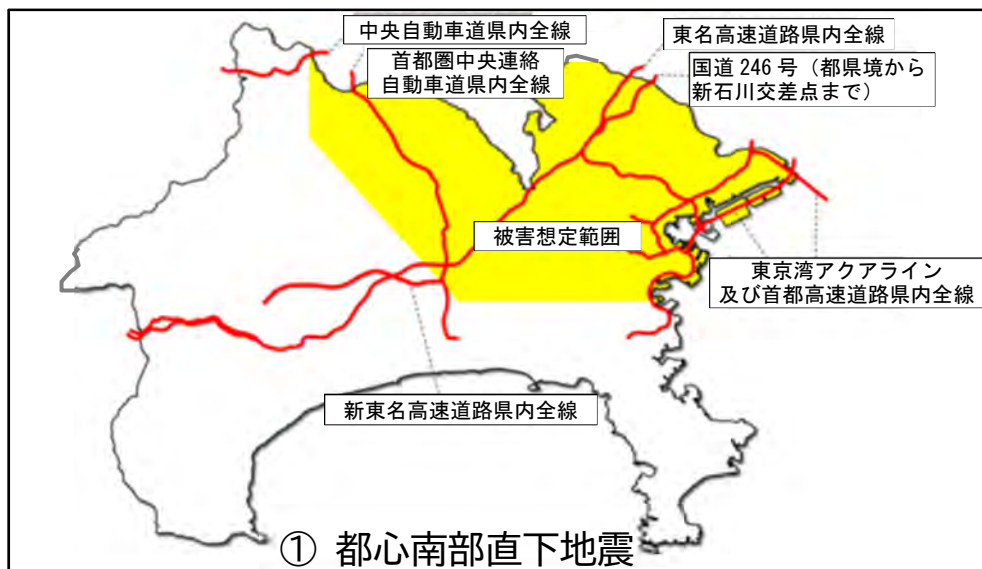 中央自動車道県内全線
首都圏中央連絡
自動車道県内全線
東名高速道路県内全線
国道 246 号（都県境から
新石川交差点まで）
被害想定範囲
東京湾アクアライン
及び首都高速道路県内全線
新東名高速道路県内全線
① 都心南部直下地震